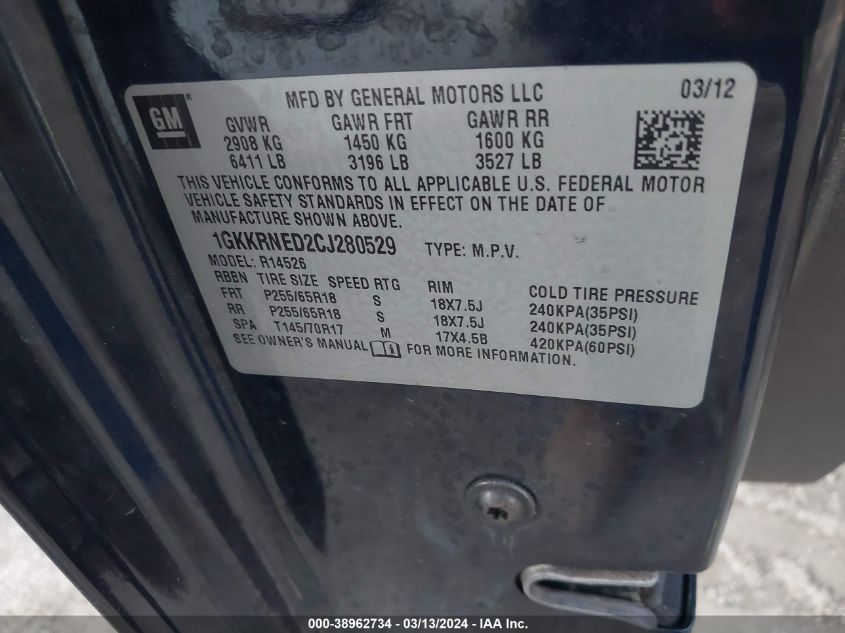 GM
MFD BY GENERAL MOTORS LLC
03/12
GVWR GAWR FRT GAWR RR
2908 KG 1450 KG 1600 KG
6411 LB 3196 LB 3527 LB
THIS VEHICLE CONFORMS TO ALL APPLICABLE U.S. FEDERAL MOTOR
VEHICLE SAFETY STANDARDS IN EFFECT ON THE DATE OF
MANUFACTURE SHOWN ABOVE.
1GKKRNED2CJ280529 TYPE: M.P.V.
MODEL: R14526
RBBN TIRE SIZE SPEED RTG RIM COLD TIRE PRESSURE
FRT P255/65R18 S 18X7.5J 240KPA(35PSI)
RR P255/65R18 S 18X7.5J 240KPA(35PSI)
SPA T145/70R17 M 17X4.5B 420KPA(60PSI)
SEE OWNER'S MANUAL FOR MORE INFORMATION.
000-38962734 - 03/13/2024 - IMPACT AUCTIONS - INC.